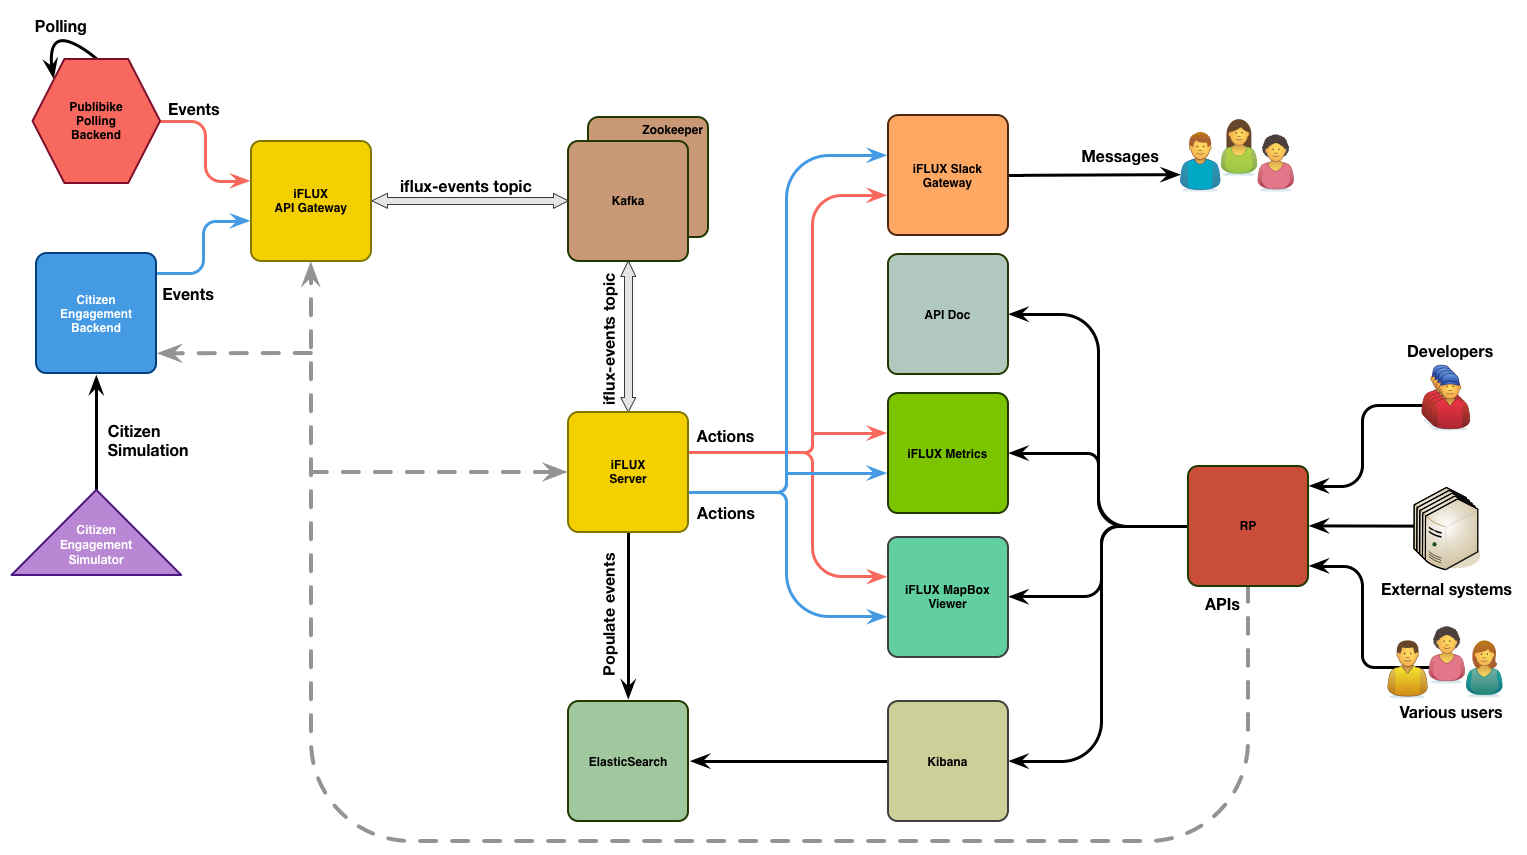 Polling
Publibike
Polling
Backend
Events
iFLUX
API Gateway
iflux-events topic
Zookeeper
Kafka
iFLUX Slack
Gateway
Messages
Citizen
Engagement
Backend
Events
iflux-events topic
API Doc
Developers
Citizen
Simulation
Citizen
Engagement
Simulator
iFLUX
Server
Actions
Actions
iFLUX Metrics
RP
APIs
External systems
Populate events
iFLUX MapBox
Viewer
Various users
ElasticSearch
Kibana